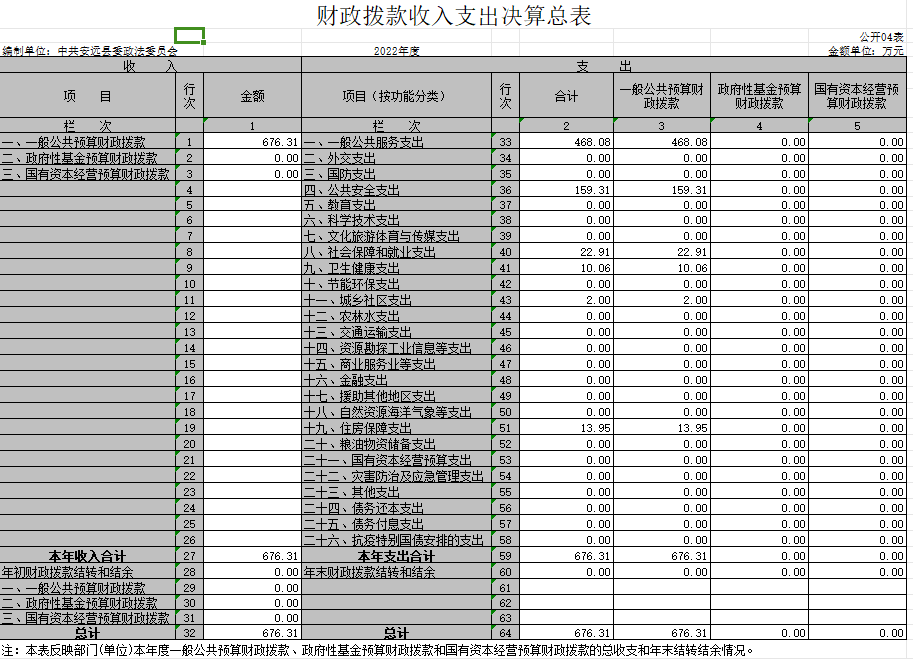 财政拨款收入支出决算总表
公开04表
编制单位：中共安远县委政法委员会 2022年度 金额单位：万元
收 入 支 出
项 目 行次 金额 项目（按功能分类） 行次 合计 一般公共预算财政拨款 政府性基金预算财政拨款 国有资本经营预算财政拨款
栏 次 1 栏 次 2 3 4 5
一、一般公共预算财政拨款 1 676.31 一、一般公共服务支出 33 468.08 468.08 0.00 0.00
二、政府性基金预算财政拨款 2 0.00 二、外交支出 34 0.00 0.00 0.00 0.00
三、国有资本经营预算财政拨款 3 0.00 三、国防支出 35 0.00 0.00 0.00 0.00
4 四、公共安全支出 36 159.31 159.31 0.00 0.00
5 五、教育支出 37 0.00 0.00 0.00 0.00
6 六、科学技术支出 38 0.00 0.00 0.00 0.00
7 七、文化旅游体育与传媒支出 39 0.00 0.00 0.00 0.00
8 八、社会保障和就业支出 40 22.91 22.91 0.00 0.00
9 九、卫生健康支出 41 10.06 10.06 0.00 0.00
10 十、节能环保支出 42 0.00 0.00 0.00 0.00
11 十一、城乡社区支出 43 2.00 2.00 0.00 0.00
12 十二、农林水支出 44 0.00 0.00 0.00 0.00
13 十三、交通运输支出 45 0.00 0.00 0.00 0.00
14 十四、资源勘探工业信息等支出 46 0.00 0.00 0.00 0.00
15 十五、商业服务业等支出 47 0.00 0.00 0.00 0.00
16 十六、金融支出 48 0.00 0.00 0.00 0.00
17 十七、援助其他地区支出 49 0.00 0.00 0.00 0.00
18 十八、自然资源海洋气象等支出 50 0.00 0.00 0.00 0.00
19 十九、住房保障支出 51 13.95 13.95 0.00 0.00
20 二十、粮油物资储备支出 52 0.00 0.00 0.00 0.00
21 二十一、国有资本经营预算支出 53 0.00 0.00 0.00 0.00
22 二十二、灾害防治及应急管理支出 54 0.00 0.00 0.00 0.00
23 二十三、其他支出 55 0.00 0.00 0.00 0.00
24 二十四、债务还本支出 56 0.00 0.00 0.00 0.00
25 二十五、债务付息支出 57 0.00 0.00 0.00 0.00
26 二十六、抗疫特别国债安排的支出 58 0.00 0.00 0.00 0.00
本年收入合计 27 676.31 本年支出合计 59 676.31 676.31 0.00 0.00
年初财政拨款结转和结余 28 0.00 年末财政拨款结转和结余 60 0.00 0.00 0.00 0.00
一、一般公共预算财政拨款 29 0.00 61
二、政府性基金预算财政拨款 30 0.00 62
三、国有资本经营预算财政拨款 31 0.00 63
总计 32 676.31 总计 64 676.31 676.31 0.00 0.00
注：本表反映部门(单位)本年度一般公共预算财政拨款、政府性基金预算财政拨款和国有资本经营预算财政拨款的总收支和年末结转结余情况。